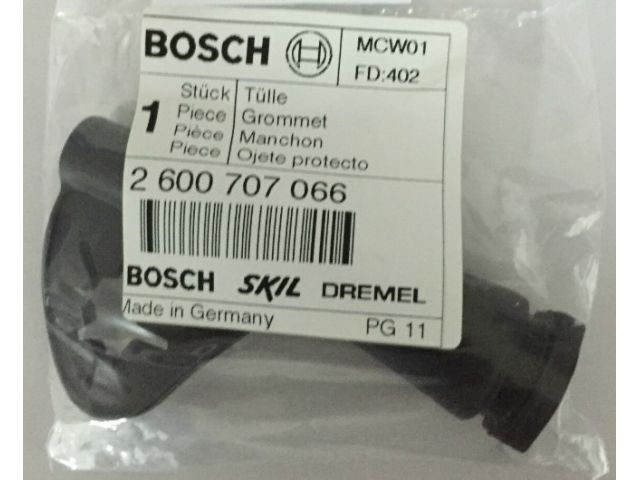 BOSCH
MCW01
FD:402
1
Stück Tülle
Piece Grommet
Pièce Manchon
Piece Ojete protecto
2 600 707 066
BOSCH SKIL DREMEL
Made in Germany PG 11